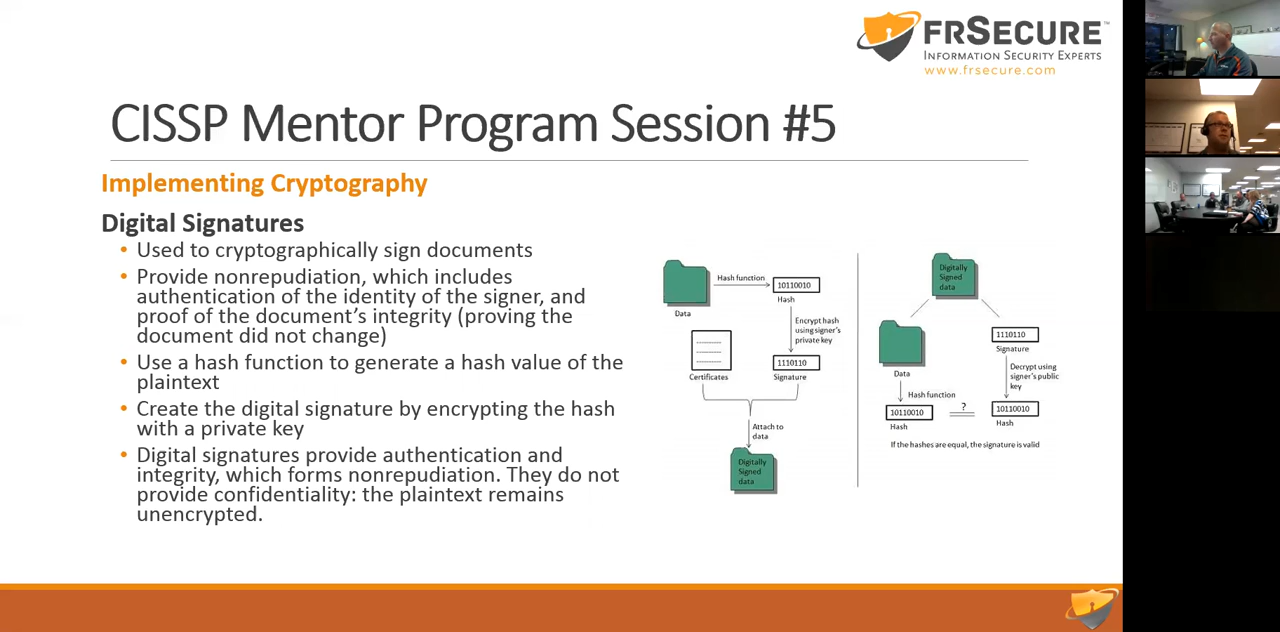 FRSECURE™
INFORMATION SECURITY EXPERTS
www.frsecure.com
CISSP Mentor Program Session #5
Implementing Cryptography
Digital Signatures
• Used to cryptographically sign documents
• Provide nonrepudiation, which includes
authentication of the identity of the signer, and
proof of the document's integrity (proving the
document did not change)
• Use a hash function to generate a hash value of the
plaintext
• Create the digital signature by encrypting the hash
with a private key
• Digital signatures provide authentication and
integrity, which forms nonrepudiation. They do not
provide confidentiality: the plaintext remains
unencrypted.
Data
Hash function
10110010
Hash
Encrypt hash
using signer's
private key
Certificates
1110110
Signature
Attach to
data
Digitally
Signed
data
Digitally
Signed
data
Data
1110110
Signature
Decrypt using
signer's public
key
Hash function
10110010
Hash
?
10110010
Hash
If the hashes are equal, the signature is valid